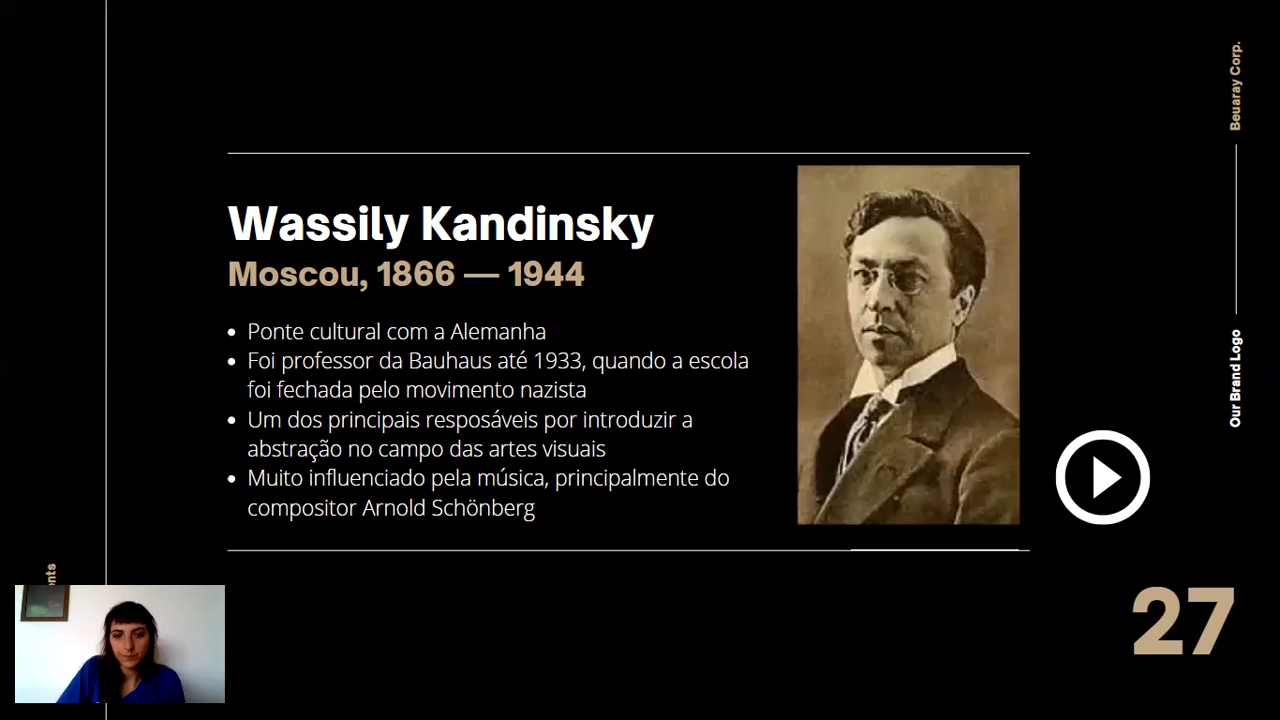 Beuaray Corp.
Wassily Kandinsky
Moscou, 1866 — 1944
• Ponte cultural com a Alemanha
• Foi professor da Bauhaus até 1933, quando a escola
foi fechada pelo movimento nazista
• Um dos principais resposáveis por introduzir a
abstração no campo das artes visuais
• Muito influenciado pela música, principalmente do
compositor Arnold Schönberg
Our Brand Logo
27